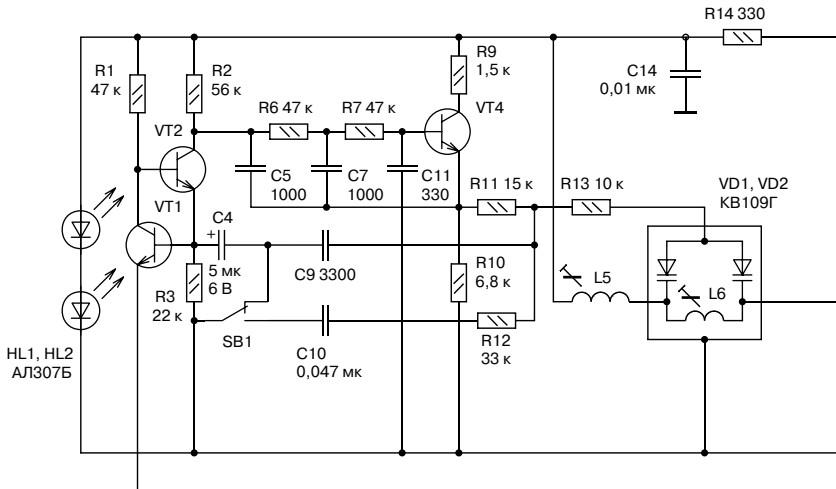 R14 330
R1
47 к
R2
56 к
R9
1,5 к
C14
0,01 мк
R6 47 к
R7 47 к
VT4
VT2
C5
1000
C7
1000
C11
330
R11 15 к
R13 10 к
VD1, VD2
КВ109Г
VT1
C4
+
5 мк
6 В
C9 3300
R10
6,8 к
L5
L6
R3
22 к
SB1
C10
0,047 мк
R12
33 к
HL1, HL2
АЛ307Б